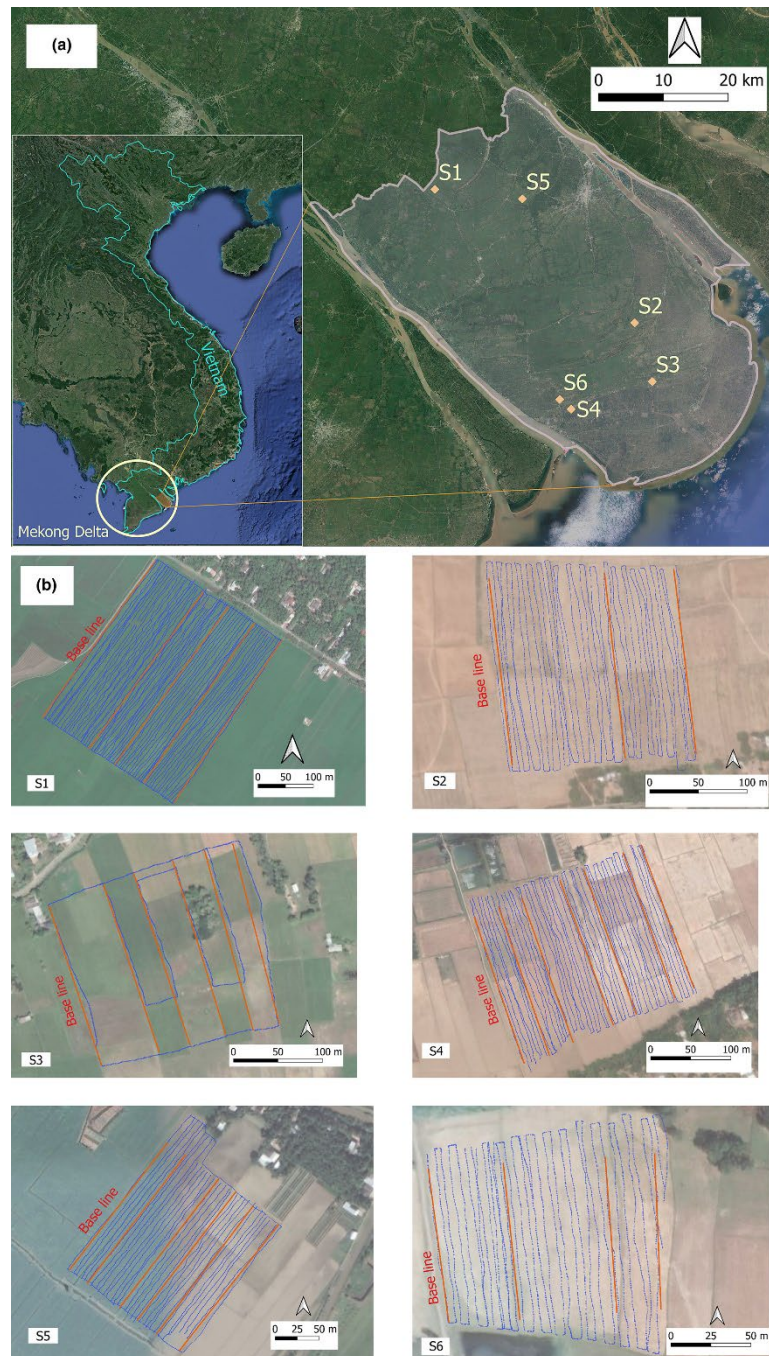 (a)
0 10 20 km
S1
S5
S2
S3
S6
S4
Vietnam
Mekong Delta
(b)
Base line
S1
0 50 100 m
Base line
S2
0 50 100 m
Base line
S3
0 50 100 m
Base line
S4
0 50 100 m
Base line
S5
0 25 50 m
Base line
S6
0 25 50 m